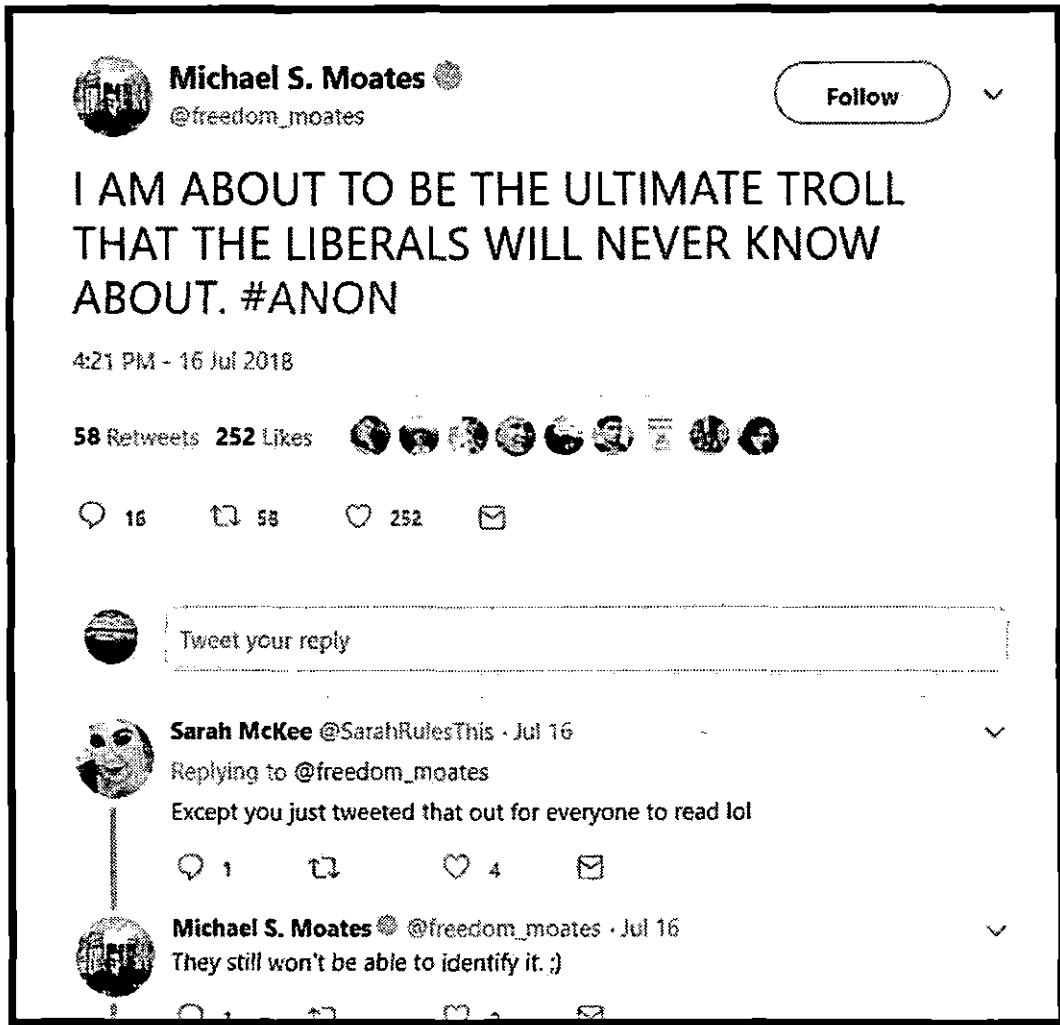 Michael S. Moates
@freedom_moates
Follow
I AM ABOUT TO BE THE ULTIMATE TROLL
THAT THE LIBERALS WILL NEVER KNOW
ABOUT. #ANON
4:21 PM - 16 Jul 2018
58 Retweets 252 Likes
16 58 252
Tweet your reply
Sarah McKee @SarahRulesThis · Jul 16
Replying to @freedom_moates
Except you just tweeted that out for everyone to read lol
1 4
Michael S. Moates @freedom_moates · Jul 16
They still won't be able to identify it. ;)